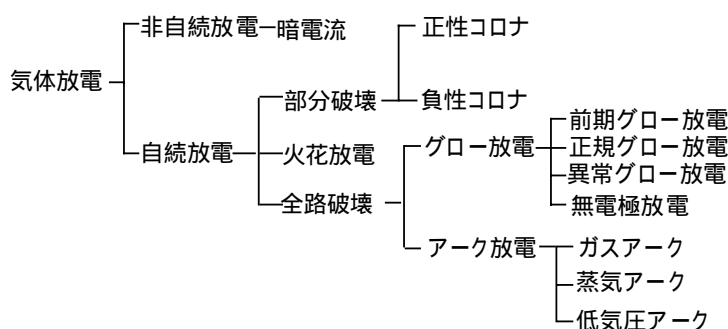 気体放電
非自続放電
暗電流
自続放電
部分破壊
正性コロナ
負性コロナ
火花放電
全路破壊
グロー放電
前期グロー放電
正規グロー放電
異常グロー放電
無電極放電
アーク放電
ガスアーク
蒸気アーク
低気圧アーク